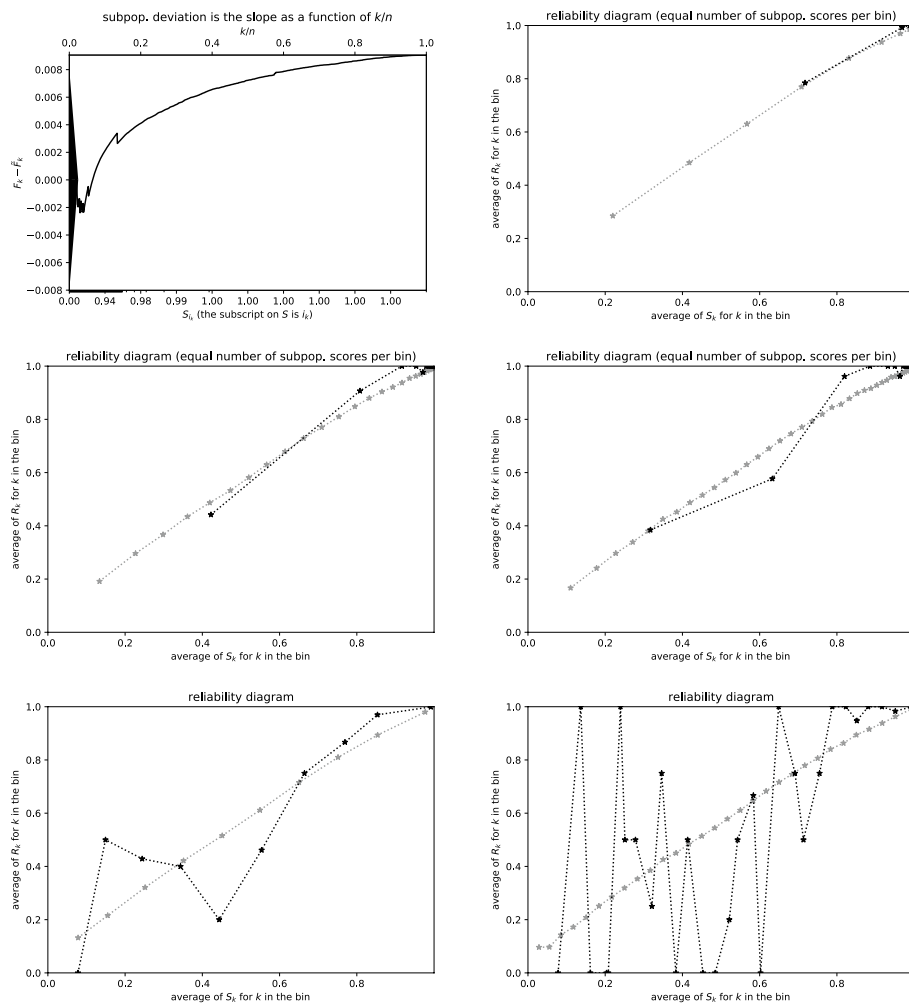 subpop. deviation is the slope as a function of k/n
k/n
0.0 0.2 0.4 0.6 0.8 1.0
0.008
0.006
0.004
0.002
0.000
−0.002
−0.004
−0.006
−0.008
F_k − F̃_k
0.00 0.94 0.98 0.99 1.00 1.00 1.00 1.00 1.00 1.00
S_{i_k} (the subscript on S is i_k)
reliability diagram (equal number of subpop. scores per bin)
1.0
0.8
0.6
0.4
0.2
0.0
average of R_k for k in the bin
0.0 0.2 0.4 0.6 0.8
average of S_k for k in the bin
reliability diagram (equal number of subpop. scores per bin)
1.0
0.8
0.6
0.4
0.2
0.0
average of R_k for k in the bin
0.0 0.2 0.4 0.6 0.8
average of S_k for k in the bin
reliability diagram (equal number of subpop. scores per bin)
1.0
0.8
0.6
0.4
0.2
0.0
average of R_k for k in the bin
0.0 0.2 0.4 0.6 0.8
average of S_k for k in the bin
reliability diagram
1.0
0.8
0.6
0.4
0.2
0.0
average of R_k for k in the bin
0.0 0.2 0.4 0.6 0.8
average of S_k for k in the bin
reliability diagram
1.0
0.8
0.6
0.4
0.2
0.0
average of R_k for k in the bin
0.0 0.2 0.4 0.6 0.8
average of S_k for k in the bin